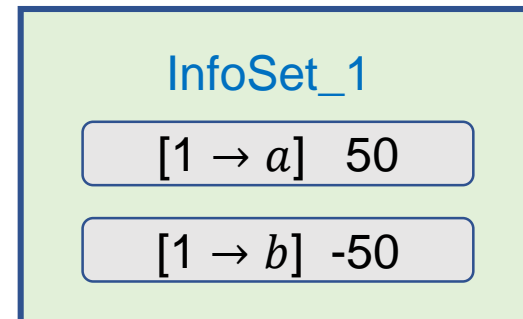 InfoSet_1
[1 → 𝑎] 50
[1 → 𝑏] -50